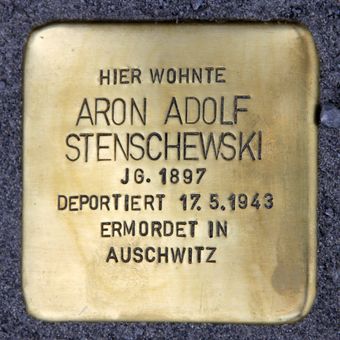 HIER WOHNTE
ARON ADOLF
STENSCHEWSKI
JG. 1897
DEPORTIERT 17.5.1943
ERMORDET IN
AUSCHWITZ